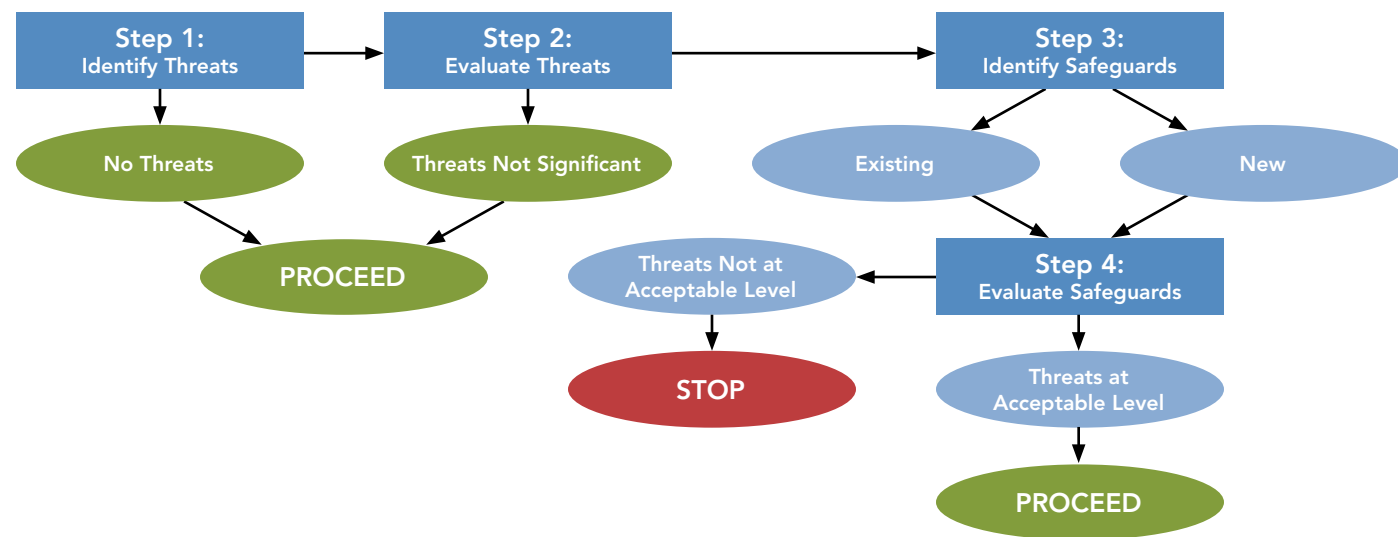 Step 1:
Identify Threats
Step 2:
Evaluate Threats
Step 3:
Identify Safeguards
No Threats
Threats Not Significant
Existing
New
PROCEED
Threats Not at
Acceptable Level
Step 4:
Evaluate Safeguards
STOP
Threats at
Acceptable Level
PROCEED